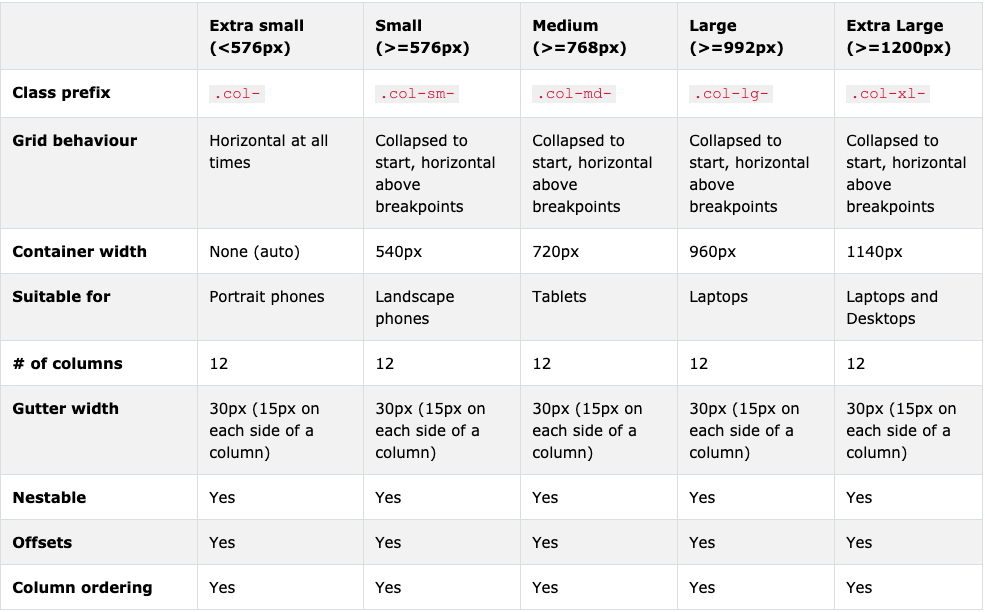 Extra small Small Medium Large Extra Large
(<576px) (>=576px) (>=768px) (>=992px) (>=1200px)
Class prefix .col- .col-sm- .col-md- .col-lg- .col-xl-
Grid behaviour Horizontal at all Collapsed to Collapsed to Collapsed to Collapsed to
times start, horizontal start, horizontal start, horizontal start, horizontal
above above above above
breakpoints breakpoints breakpoints breakpoints
Container width None (auto) 540px 720px 960px 1140px
Suitable for Portrait phones Landscape Tablets Laptops Laptops and
phones Desktops
# of columns 12 12 12 12 12
Gutter width 30px (15px on 30px (15px on 30px (15px on 30px (15px on 30px (15px on
each side of a each side of a each side of a each side of a each side of a
column) column) column) column) column)
Nestable Yes Yes Yes Yes Yes
Offsets Yes Yes Yes Yes Yes
Column ordering Yes Yes Yes Yes Yes